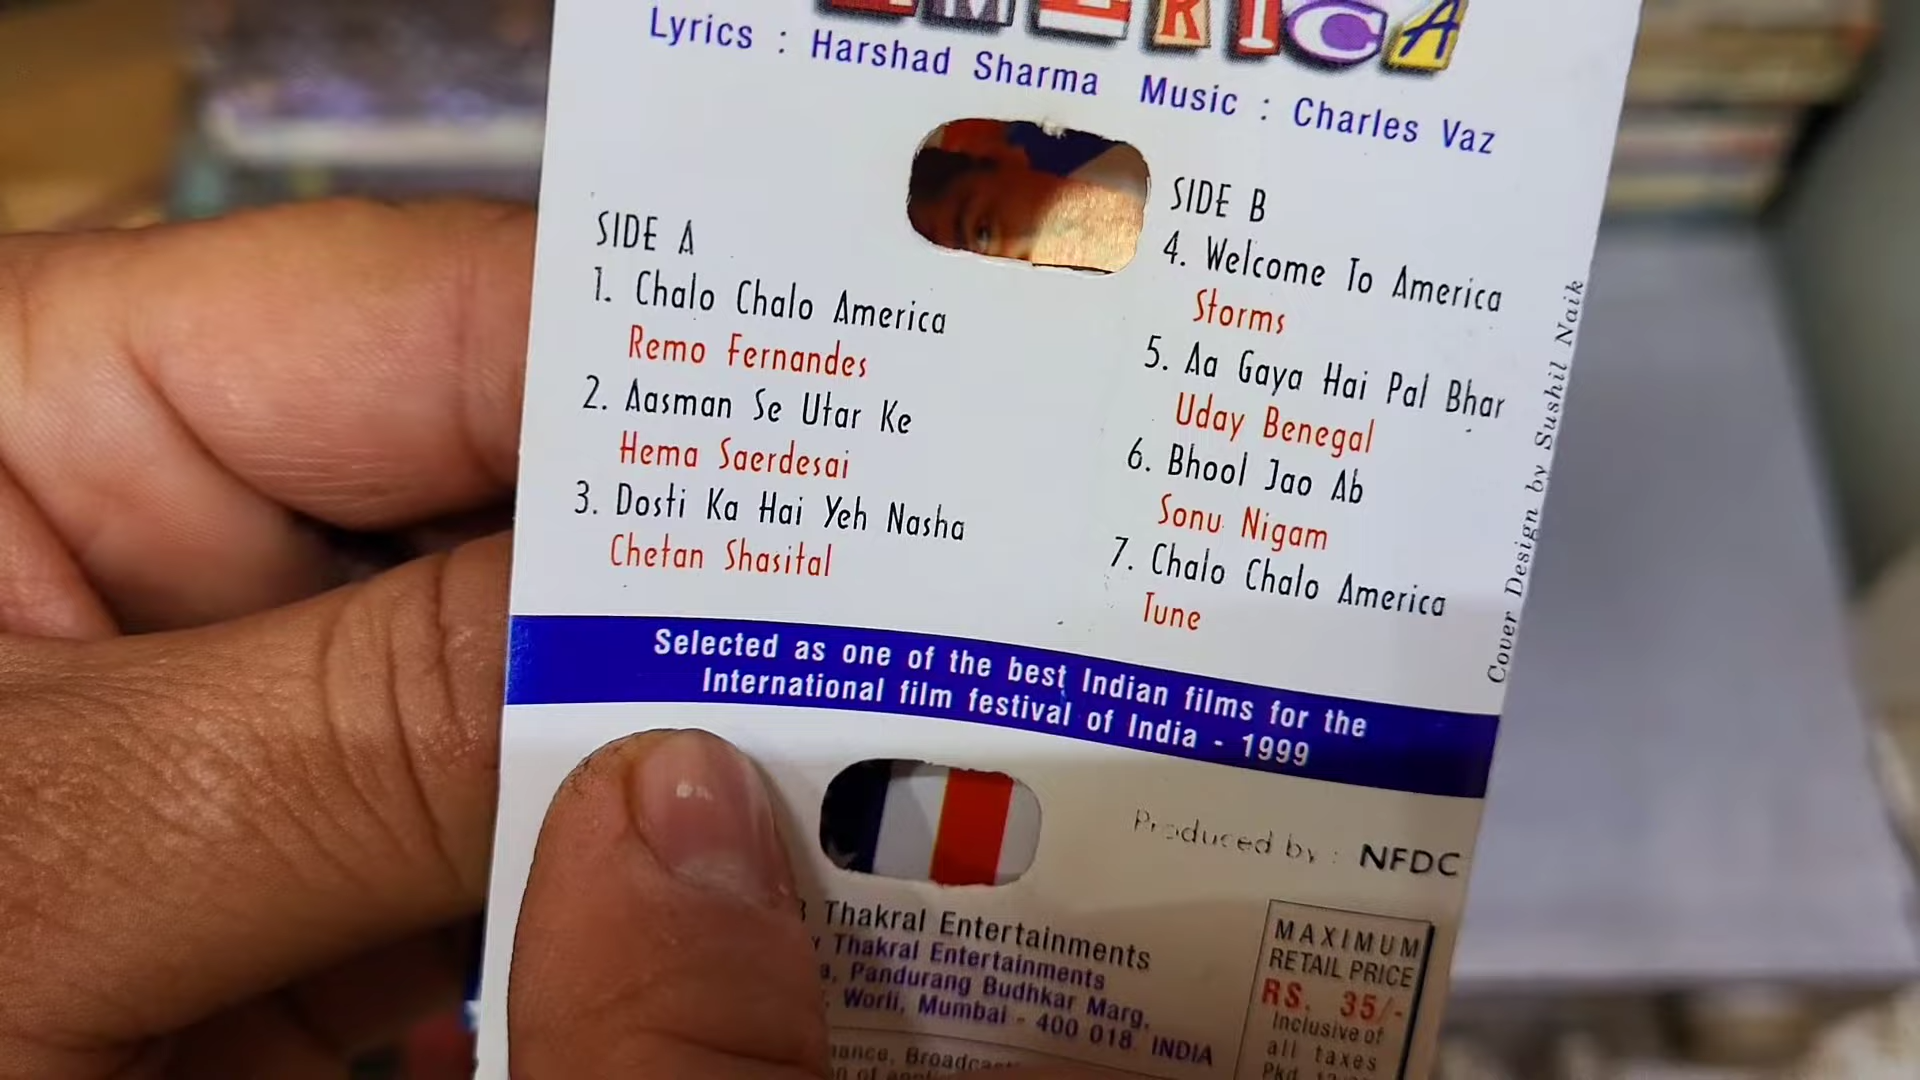 AMERICA
Lyrics : Harshad Sharma Music : Charles Vaz
SIDE A
1. Chalo Chalo America
Remo Fernandes
2. Aasman Se Utar Ke
Hema Saerdesai
3. Dosti Ka Hai Yeh Nasha
Chetan Shasital
SIDE B
4. Welcome To America
Storms
5. Aa Gaya Hai Pal Bhar
Uday Benegal
6. Bhool Jao Ab
Sonu Nigam
7. Chalo Chalo America
Tune
Cover Design by Sushil Naik
Selected as one of the best Indian films for the
International film festival of India - 1999
Produced by : NFDC
Thakral Entertainments
Thakral Entertainments
Pandurang Budhkar Marg,
Worli, Mumbai - 400 018. INDIA
MAXIMUM
RETAIL PRICE
RS. 35/-
Inclusive of
all taxes
Pkd.